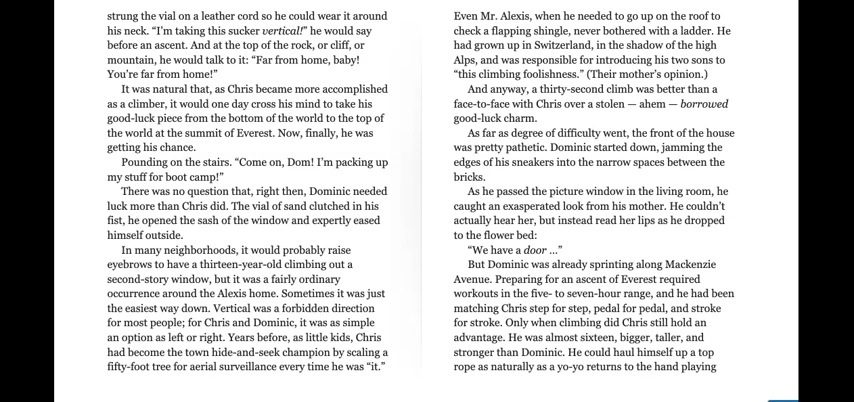 strung the vial on a leather cord so he could wear it around
his neck. “I’m taking this sucker vertical!” he would say
before an ascent. And at the top of the rock, or cliff, or
mountain, he would talk to it: “Far from home, baby!
You’re far from home!”
It was natural that, as Chris became more accomplished
as a climber, it would one day cross his mind to take his
good-luck piece from the bottom of the world to the top of
the world at the summit of Everest. Now, finally, he was
getting his chance.
Pounding on the stairs. “Come on, Dom! I’m packing up
my stuff for boot camp!”
There was no question that, right then, Dominic needed
luck more than Chris did. The vial of sand clutched in his
fist, he opened the sash of the window and expertly eased
himself outside.
In many neighborhoods, it would probably raise
eyebrows to have a thirteen-year-old climbing out a
second-story window, but it was a fairly ordinary
occurrence around the Alexis home. Sometimes it was just
the easiest way down. Vertical was a forbidden direction
for most people; for Chris and Dominic, it was as simple
an option as left or right. Years before, as little kids, Chris
had become the town hide-and-seek champion by scaling a
fifty-foot tree for aerial surveillance every time he was “it.”
Even Mr. Alexis, when he needed to go up on the roof to
check a flapping shingle, never bothered with a ladder. He
had grown up in Switzerland, in the shadow of the high
Alps, and was responsible for introducing his two sons to
“this climbing foolishness.” (Their mother’s opinion.)
And anyway, a thirty-second climb was better than a
face-to-face with Chris over a stolen — ahem — borrowed
good-luck charm.
As far as degree of difficulty went, the front of the house
was pretty pathetic. Dominic started down, jamming the
edges of his sneakers into the narrow spaces between the
bricks.
As he passed the picture window in the living room, he
caught an exasperated look from his mother. He couldn’t
actually hear her, but instead read her lips as he dropped
to the flower bed:
“We have a door ...”
But Dominic was already sprinting along Mackenzie
Avenue. Preparing for an ascent of Everest required
workouts in the five- to seven-hour range, and he had been
matching Chris step for step, pedal for pedal, and stroke
for stroke. Only when climbing did Chris still hold an
advantage. He was almost sixteen, bigger, taller, and
stronger than Dominic. He could haul himself up a top
rope as naturally as a yo-yo returns to the hand playing